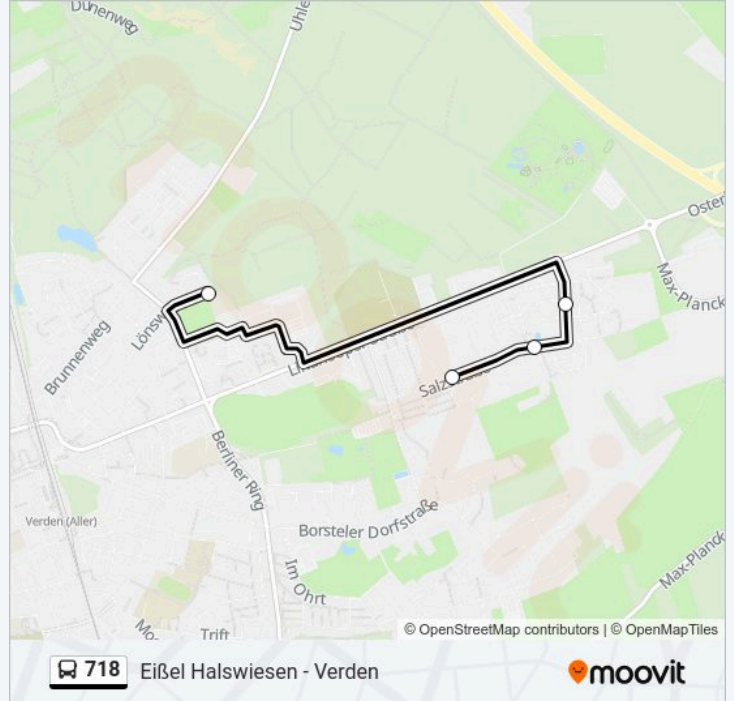 Dünenweg
Uhle
Oster
Max-Planck
Lönsw
Brunnenweg
Salz
Berliner Ring
Borsteler Dorfstraße
Verden (Aller)
Im Ohrt
Max-Planck
Mo
Trift
© OpenStreetMap contributors | © OpenMapTiles
718 Eißel Halswiesen - Verden moovit